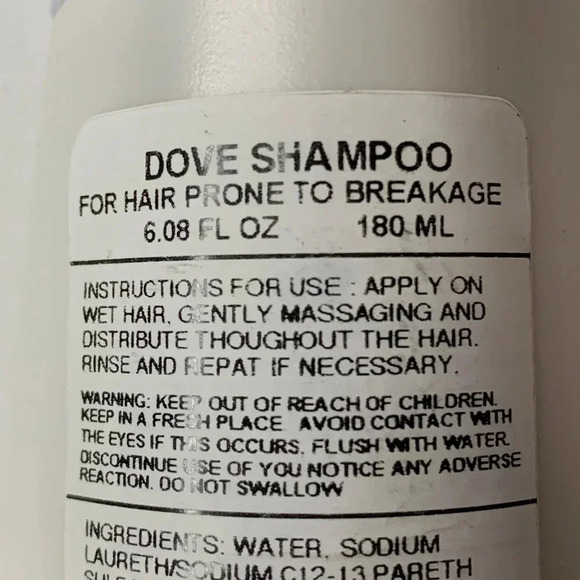 DOVE SHAMPOO
FOR HAIR PRONE TO BREAKAGE
6.08 FL OZ 180 ML
INSTRUCTIONS FOR USE : APPLY ON
WET HAIR, GENTLY MASSAGING AND
DISTRIBUTE THOUGHOUT THE HAIR.
RINSE AND REPAT IF NECESSARY.
WARNING: KEEP OUT OF REACH OF CHILDREN.
KEEP IN A FRESH PLACE. AVOID CONTACT WITH
THE EYES IF THIS OCCURS, FLUSH WITH WATER.
DISCONTINUE USE OF YOU NOTICE ANY ADVERSE
REACTION. DO NOT SWALLOW
INGREDIENTS: WATER, SODIUM
LAURETH/SODIUM C12-13 PARETH